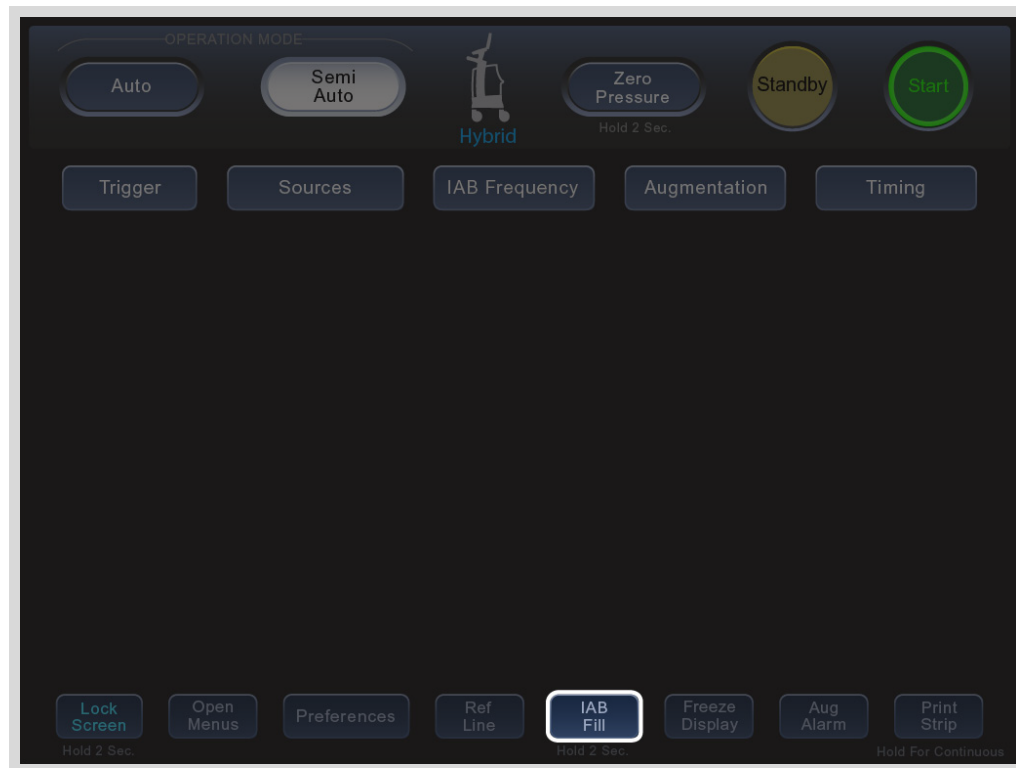 OPERATION MODE
Auto
Semi
Auto
Hybrid
Zero
Pressure
Hold 2 Sec.
Standby
Start
Trigger
Sources
IAB Frequency
Augmentation
Timing
Lock
Screen
Hold 2 Sec.
Open
Menus
Preferences
Ref
Line
IAB
Fill
Hold 2 Sec.
Freeze
Display
Aug
Alarm
Print
Strip
Hold For Continuous